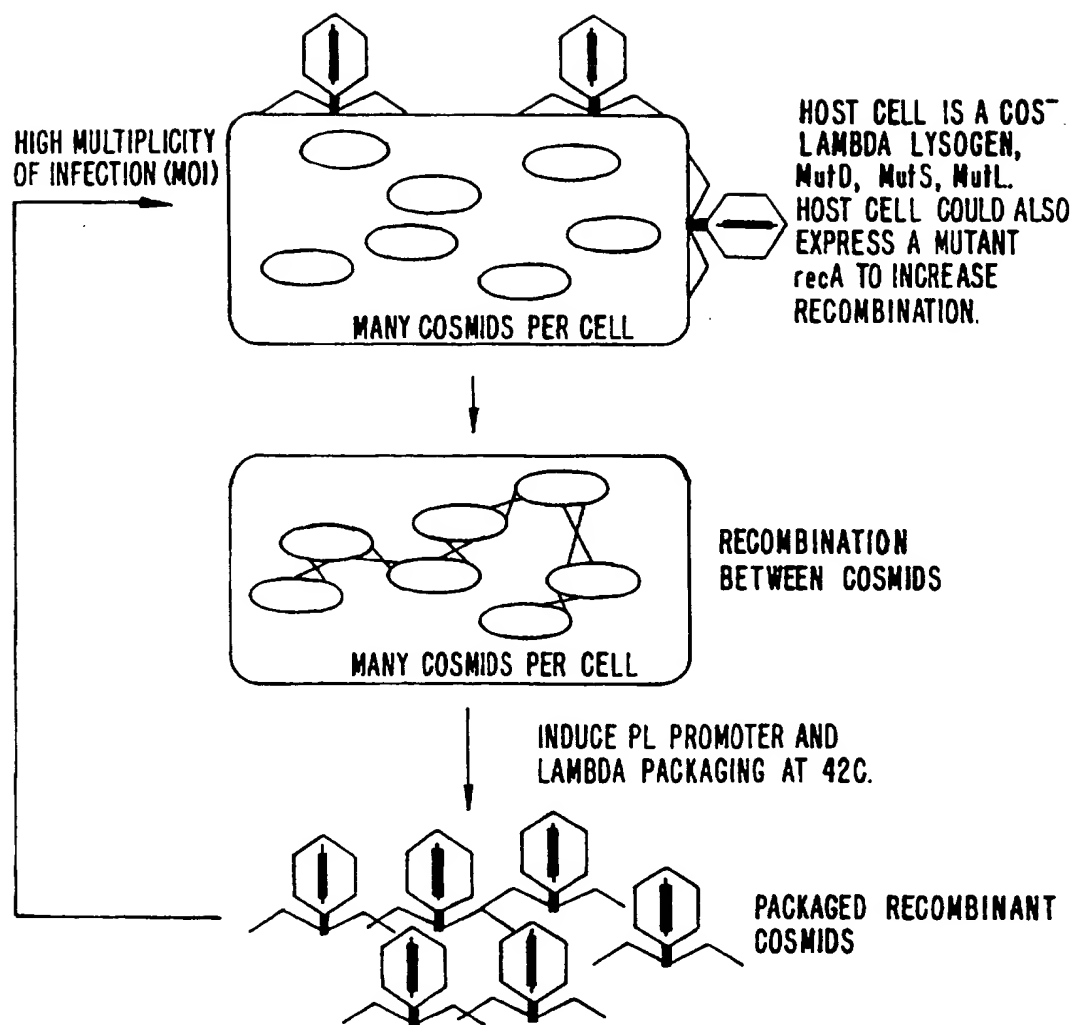 HIGH MULTIPLICITY
OF INFECTION (MOI)
HOST CELL IS A COS⁻
LAMBDA LYSOGEN,
MutD, MutS, MutL.
HOST CELL COULD ALSO
EXPRESS A MUTANT
recA TO INCREASE
RECOMBINATION.
MANY COSMIDS PER CELL
RECOMBINATION
BETWEEN COSMIDS
MANY COSMIDS PER CELL
INDUCE PL PROMOTER AND
LAMBDA PACKAGING AT 42C.
PACKAGED RECOMBINANT
COSMIDS